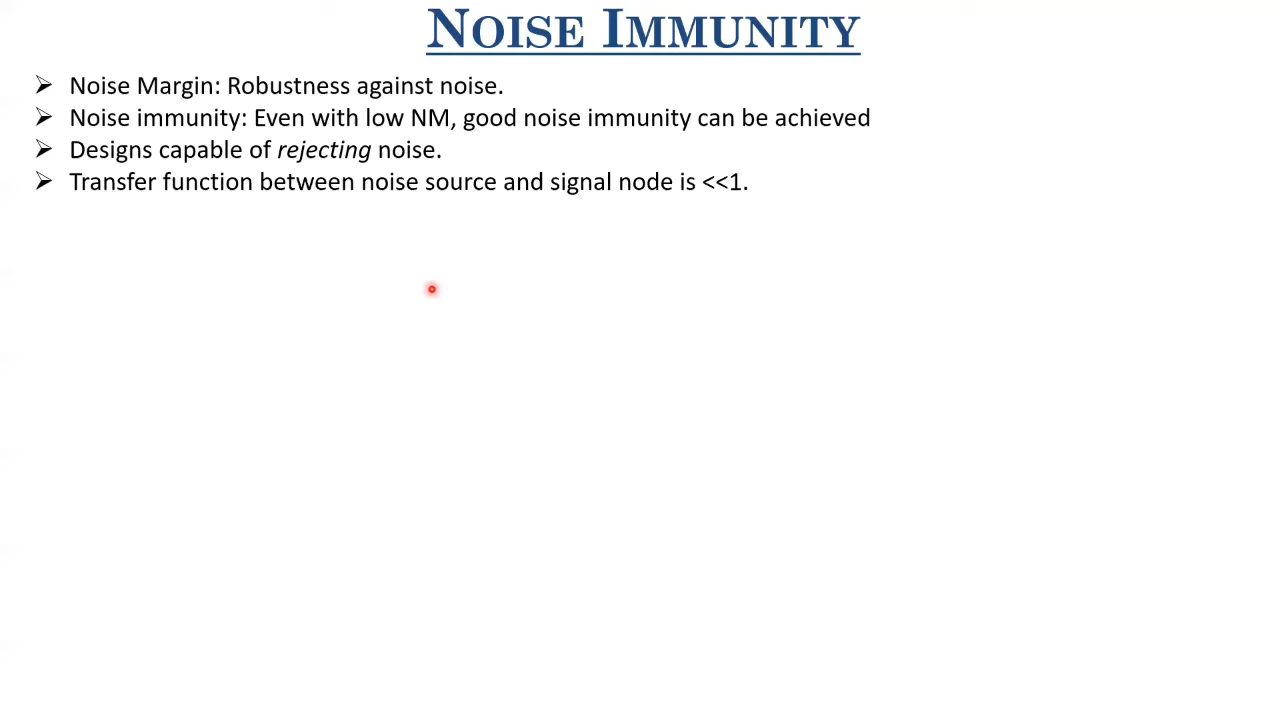 NOISE IMMUNITY
➤ Noise Margin: Robustness against noise.
➤ Noise immunity: Even with low NM, good noise immunity can be achieved
➤ Designs capable of rejecting noise.
➤ Transfer function between noise source and signal node is <<1.